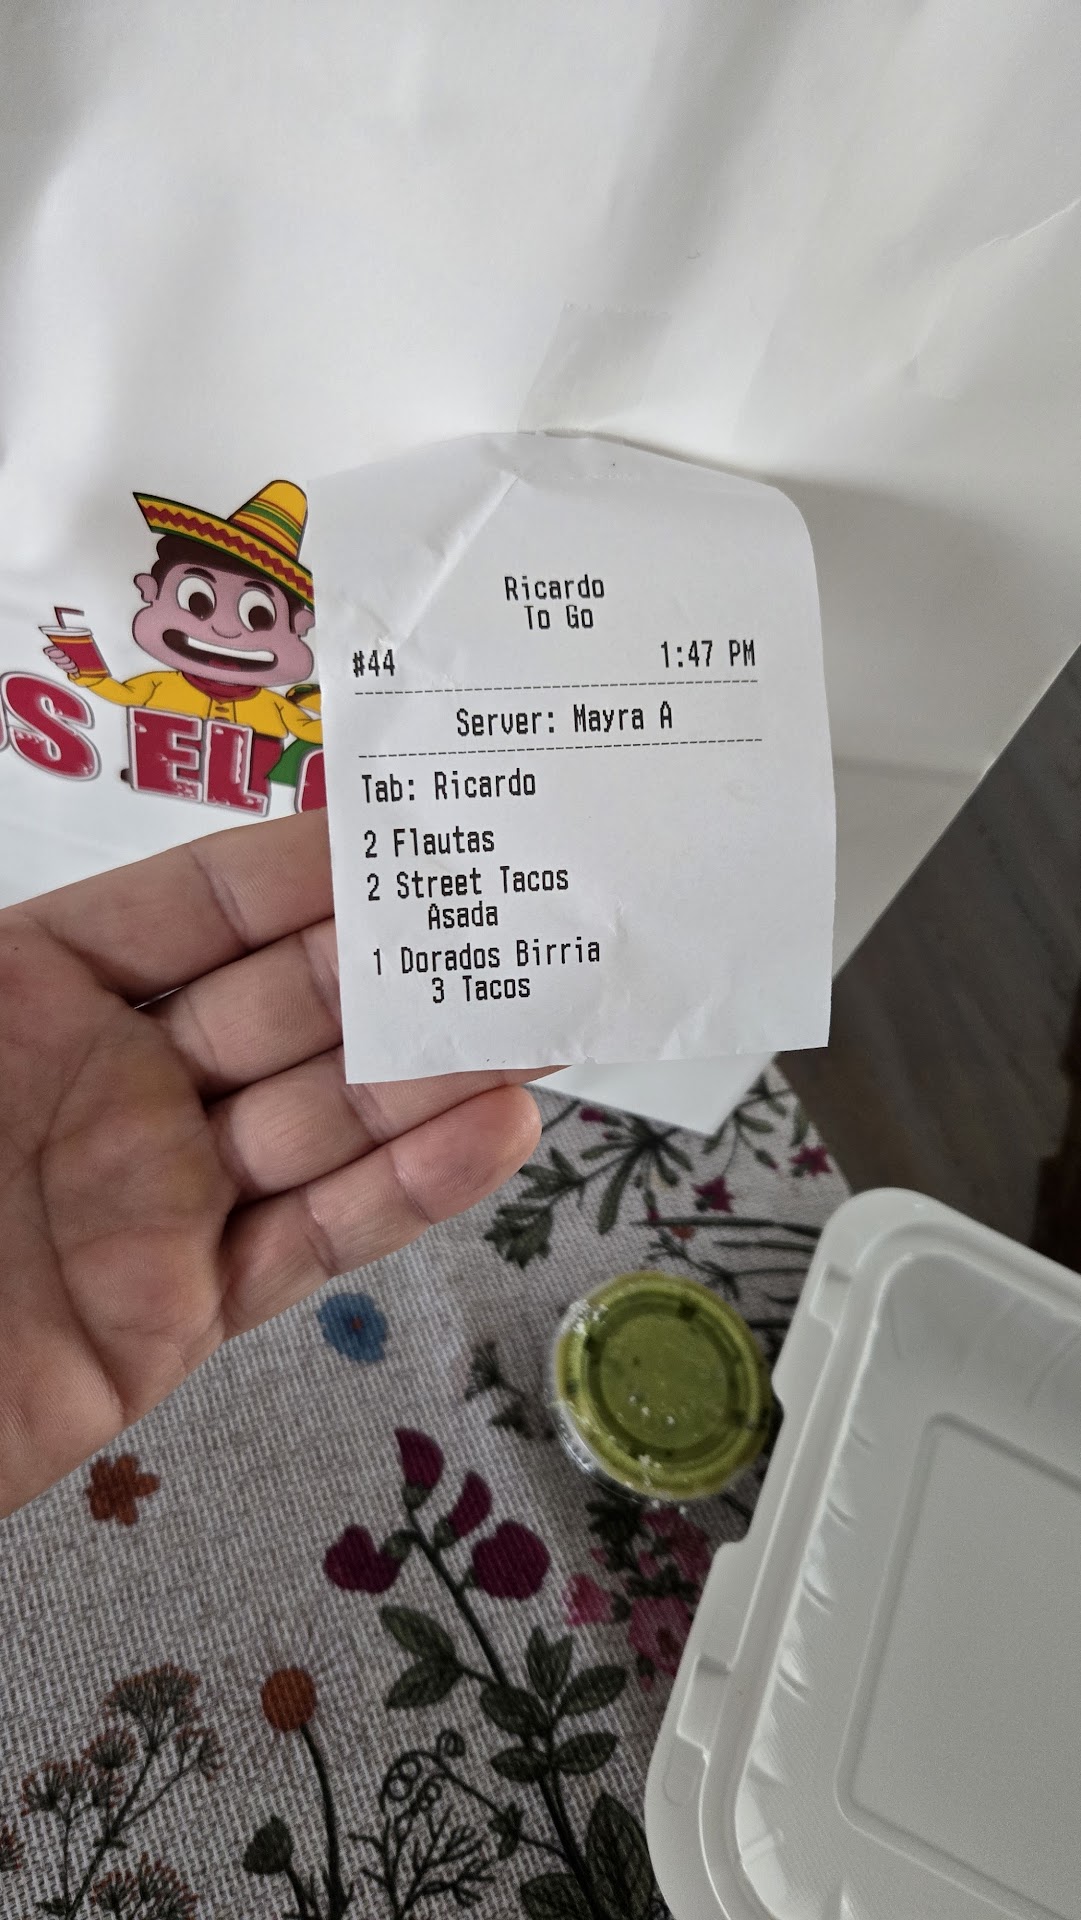 Ricardo
To Go
#44 1:47 PM
Server: Mayra A
Tab: Ricardo
2 Flautas
2 Street Tacos
Asada
1 Dorados Birria
3 Tacos
EL